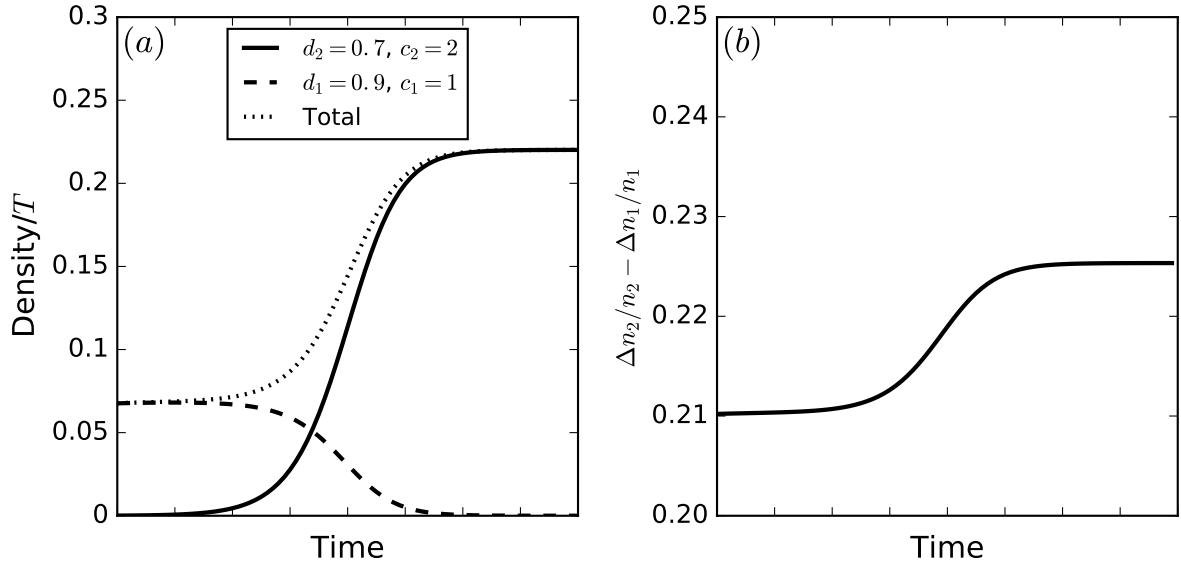 (a)
d₂ = 0.7, c₂ = 2
d₁ = 0.9, c₁ = 1
Total
0.3
0.25
0.2
0.15
0.1
0.05
0
Density/T
Time
(b)
0.25
0.24
0.23
0.22
0.21
0.20
Δn₂/n₂ − Δn₁/n₁
Time